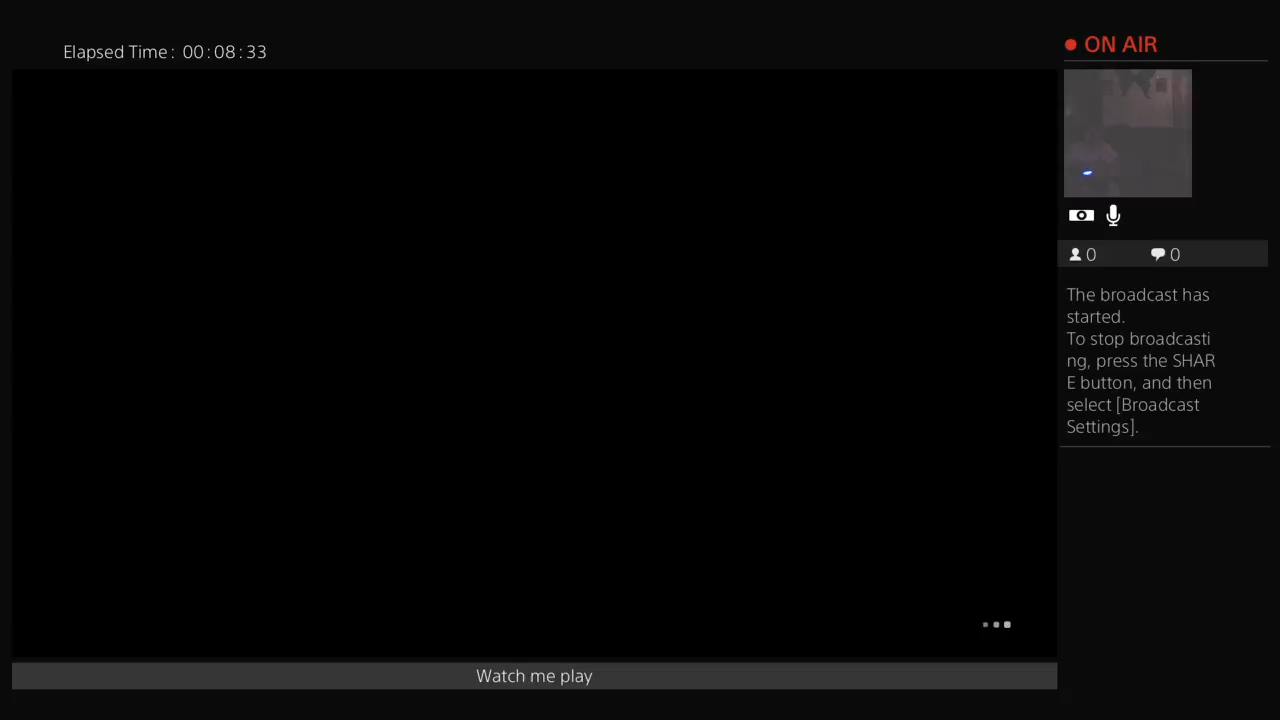 Elapsed Time: 00:08:33
ON AIR
0 0
The broadcast has
started.
To stop broadcasti
ng, press the SHAR
E button, and then
select [Broadcast
Settings].
Watch me play